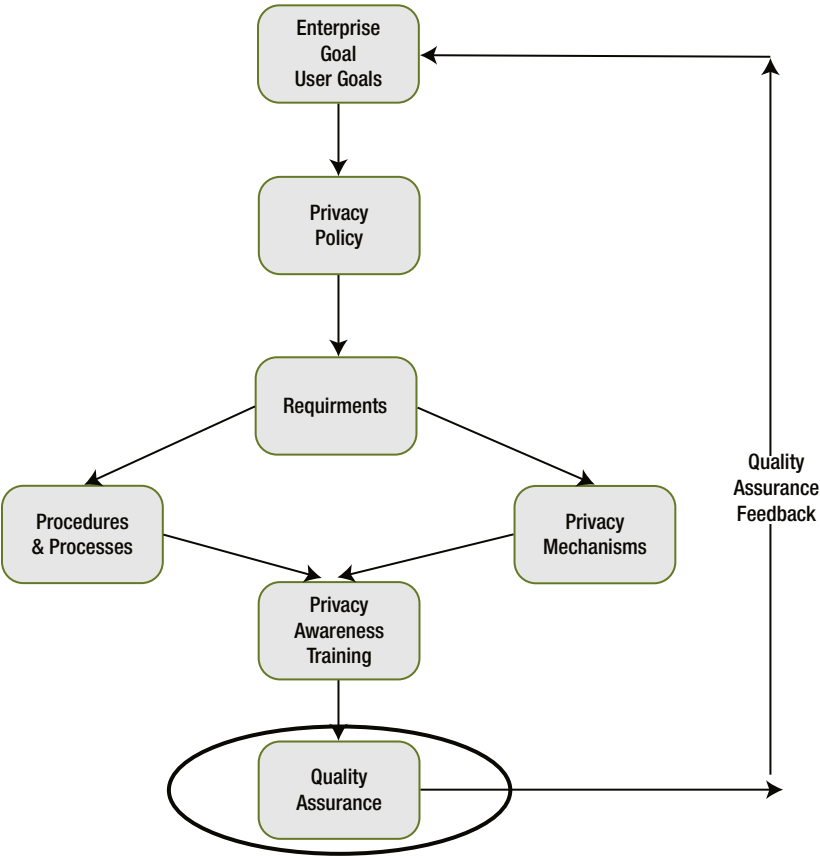 Enterprise
Goal
User Goals
Privacy
Policy
Requirments
Procedures
& Processes
Privacy
Mechanisms
Quality
Assurance
Feedback
Privacy
Awareness
Training
Quality
Assurance